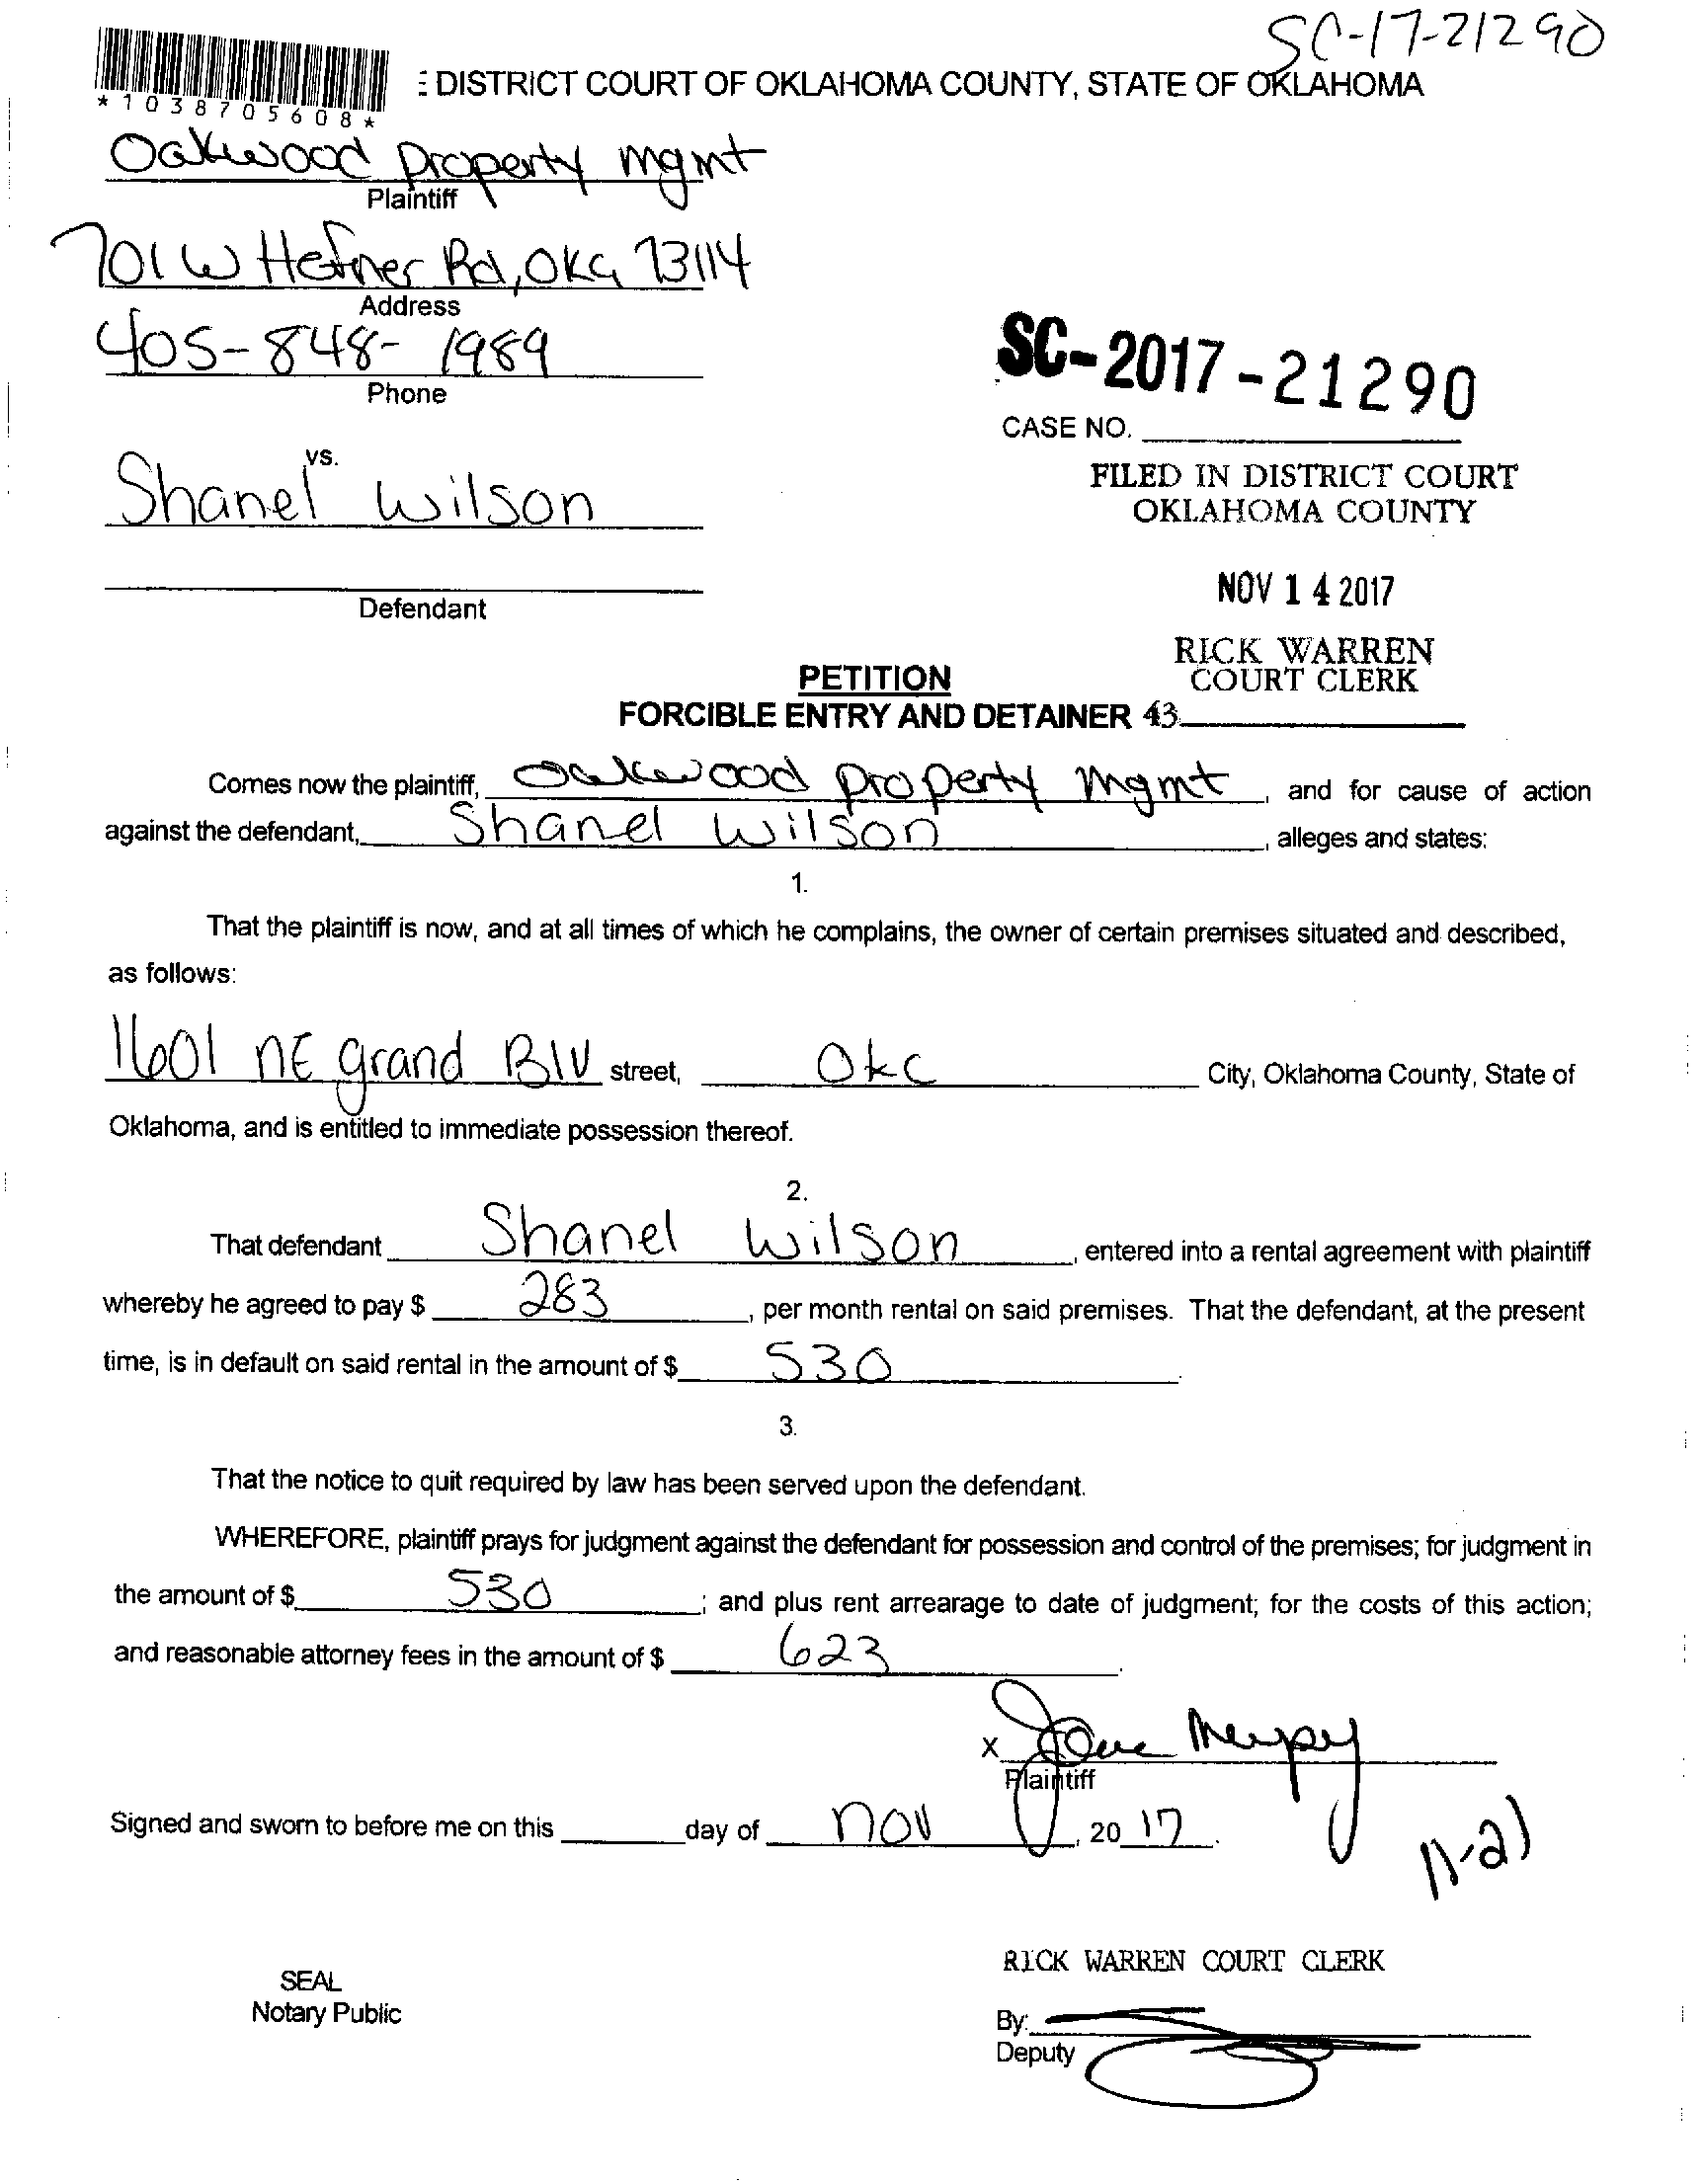 SC-17-21290
*1038705608*
: DISTRICT COURT OF OKLAHOMA COUNTY, STATE OF OKLAHOMA
Oakwood property mgmt
Plaintiff
701 W Hefner Rd, OKC, 73114
Address
405-848-1989
Phone
SC-2017-21290
CASE NO.
vs.
Shanel Wilson
FILED IN DISTRICT COURT
OKLAHOMA COUNTY
Defendant
NOV 14 2017
RICK WARREN
COURT CLERK
PETITION
FORCIBLE ENTRY AND DETAINER 43
Comes now the plaintiff, Oakwood property mgmt, and for cause of action
against the defendant, Shanel Wilson, alleges and states:
1.
That the plaintiff is now, and at all times of which he complains, the owner of certain premises situated and described,
as follows:
1601 NE grand BlV street, OKC City, Oklahoma County, State of
Oklahoma, and is entitled to immediate possession thereof.
2.
That defendant Shanel Wilson, entered into a rental agreement with plaintiff
whereby he agreed to pay $ 283, per month rental on said premises. That the defendant, at the present
time, is in default on said rental in the amount of $ 530.
3.
That the notice to quit required by law has been served upon the defendant.
WHEREFORE, plaintiff prays for judgment against the defendant for possession and control of the premises; for judgment in
the amount of $ 530; and plus rent arrearage to date of judgment; for the costs of this action;
and reasonable attorney fees in the amount of $ 623.
X
Plaintiff
Signed and sworn to before me on this day of nov, 20 17.
11-21
RICK WARREN COURT CLERK
SEAL
Notary Public
By:
Deputy